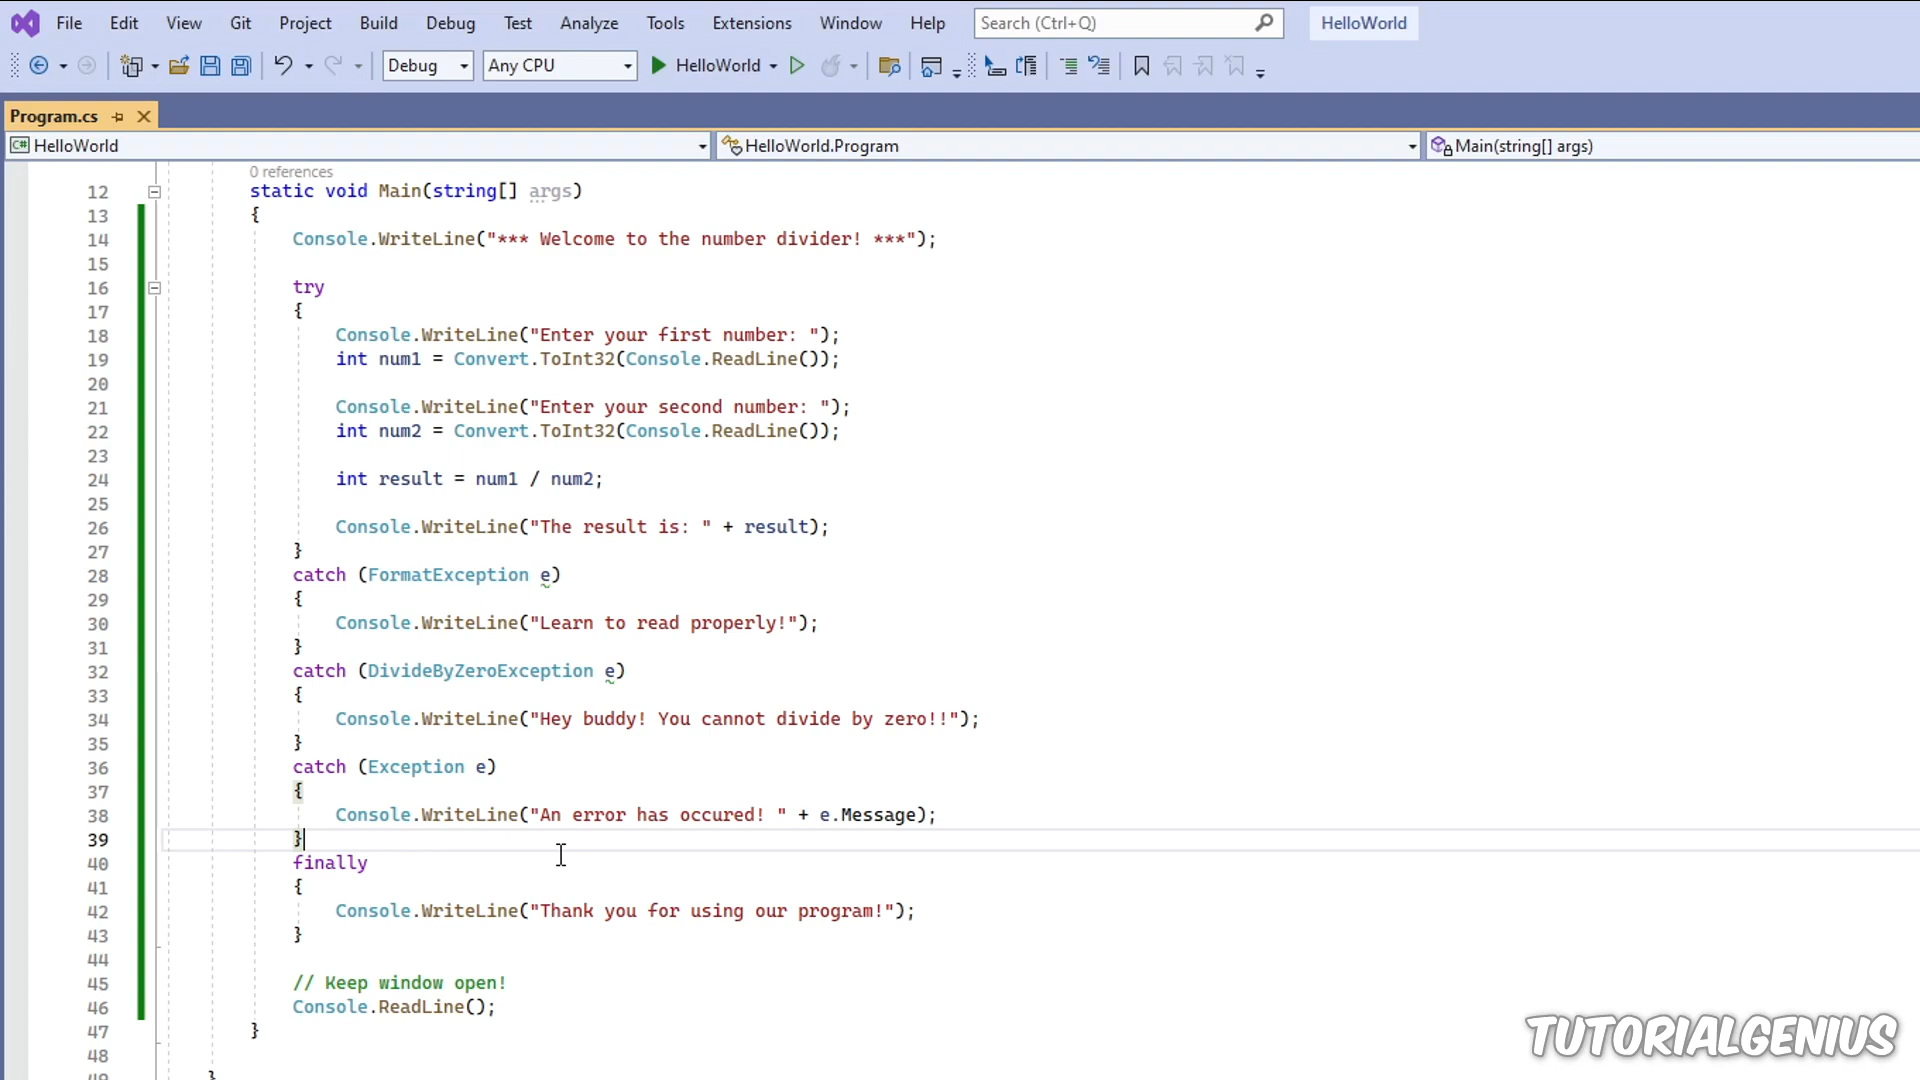 File Edit View Git Project Build Debug Test Analyze Tools Extensions Window Help Search (Ctrl+Q) HelloWorld
Debug Any CPU HelloWorld
Program.cs
C# HelloWorld HelloWorld.Program Main(string[] args)
0 references
12 static void Main(string[] args)
13 {
14 Console.WriteLine("*** Welcome to the number divider! ***");
15
16 try
17 {
18 Console.WriteLine("Enter your first number: ");
19 int num1 = Convert.ToInt32(Console.ReadLine());
20
21 Console.WriteLine("Enter your second number: ");
22 int num2 = Convert.ToInt32(Console.ReadLine());
23
24 int result = num1 / num2;
25
26 Console.WriteLine("The result is: " + result);
27 }
28 catch (FormatException e)
29 {
30 Console.WriteLine("Learn to read properly!");
31 }
32 catch (DivideByZeroException e)
33 {
34 Console.WriteLine("Hey buddy! You cannot divide by zero!!");
35 }
36 catch (Exception e)
37 {
38 Console.WriteLine("An error has occured! " + e.Message);
39 }
40 finally
41 {
42 Console.WriteLine("Thank you for using our program!");
43 }
44
45 // Keep window open!
46 Console.ReadLine();
47 }
48
49 }
TUTORIALGENIUS